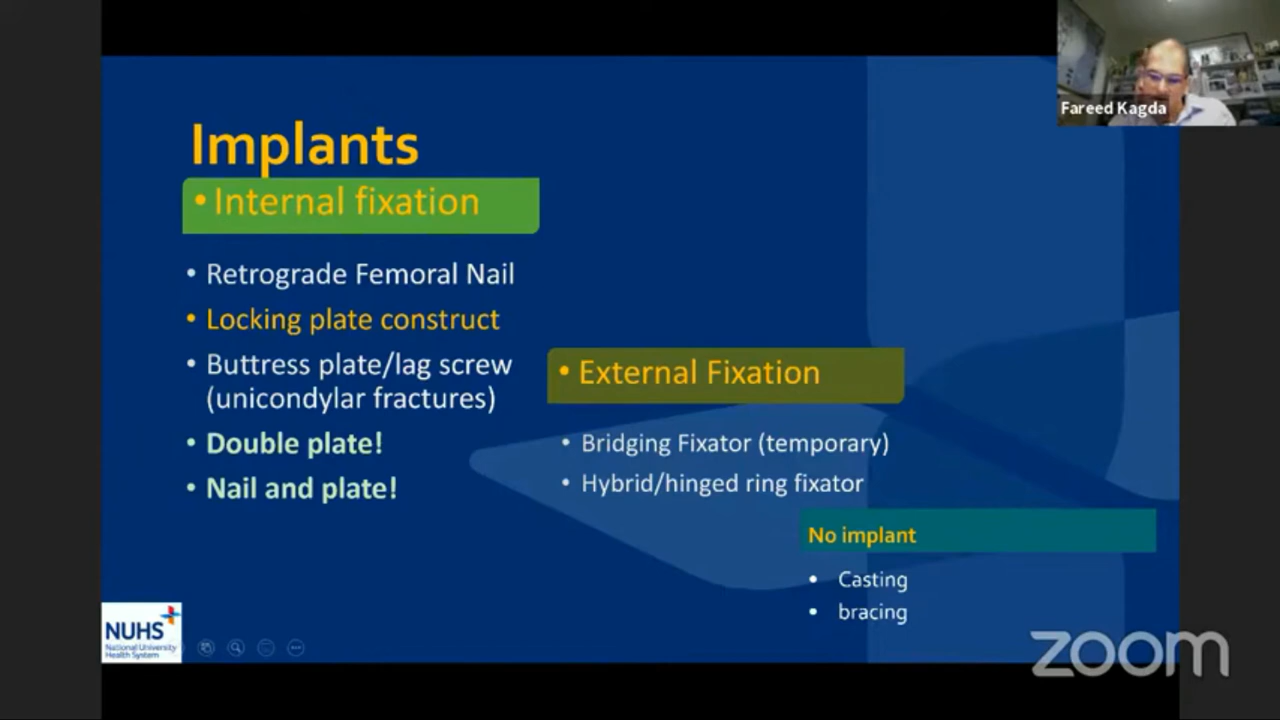 Fareed Kagda
Implants
• Internal fixation
• Retrograde Femoral Nail
• Locking plate construct
• Buttress plate/lag screw
(unicondylar fractures)
• Double plate!
• Nail and plate!
• External Fixation
• Bridging Fixator (temporary)
• Hybrid/hinged ring fixator
No implant
• Casting
• bracing
NUHS
National University
Health System
zoom